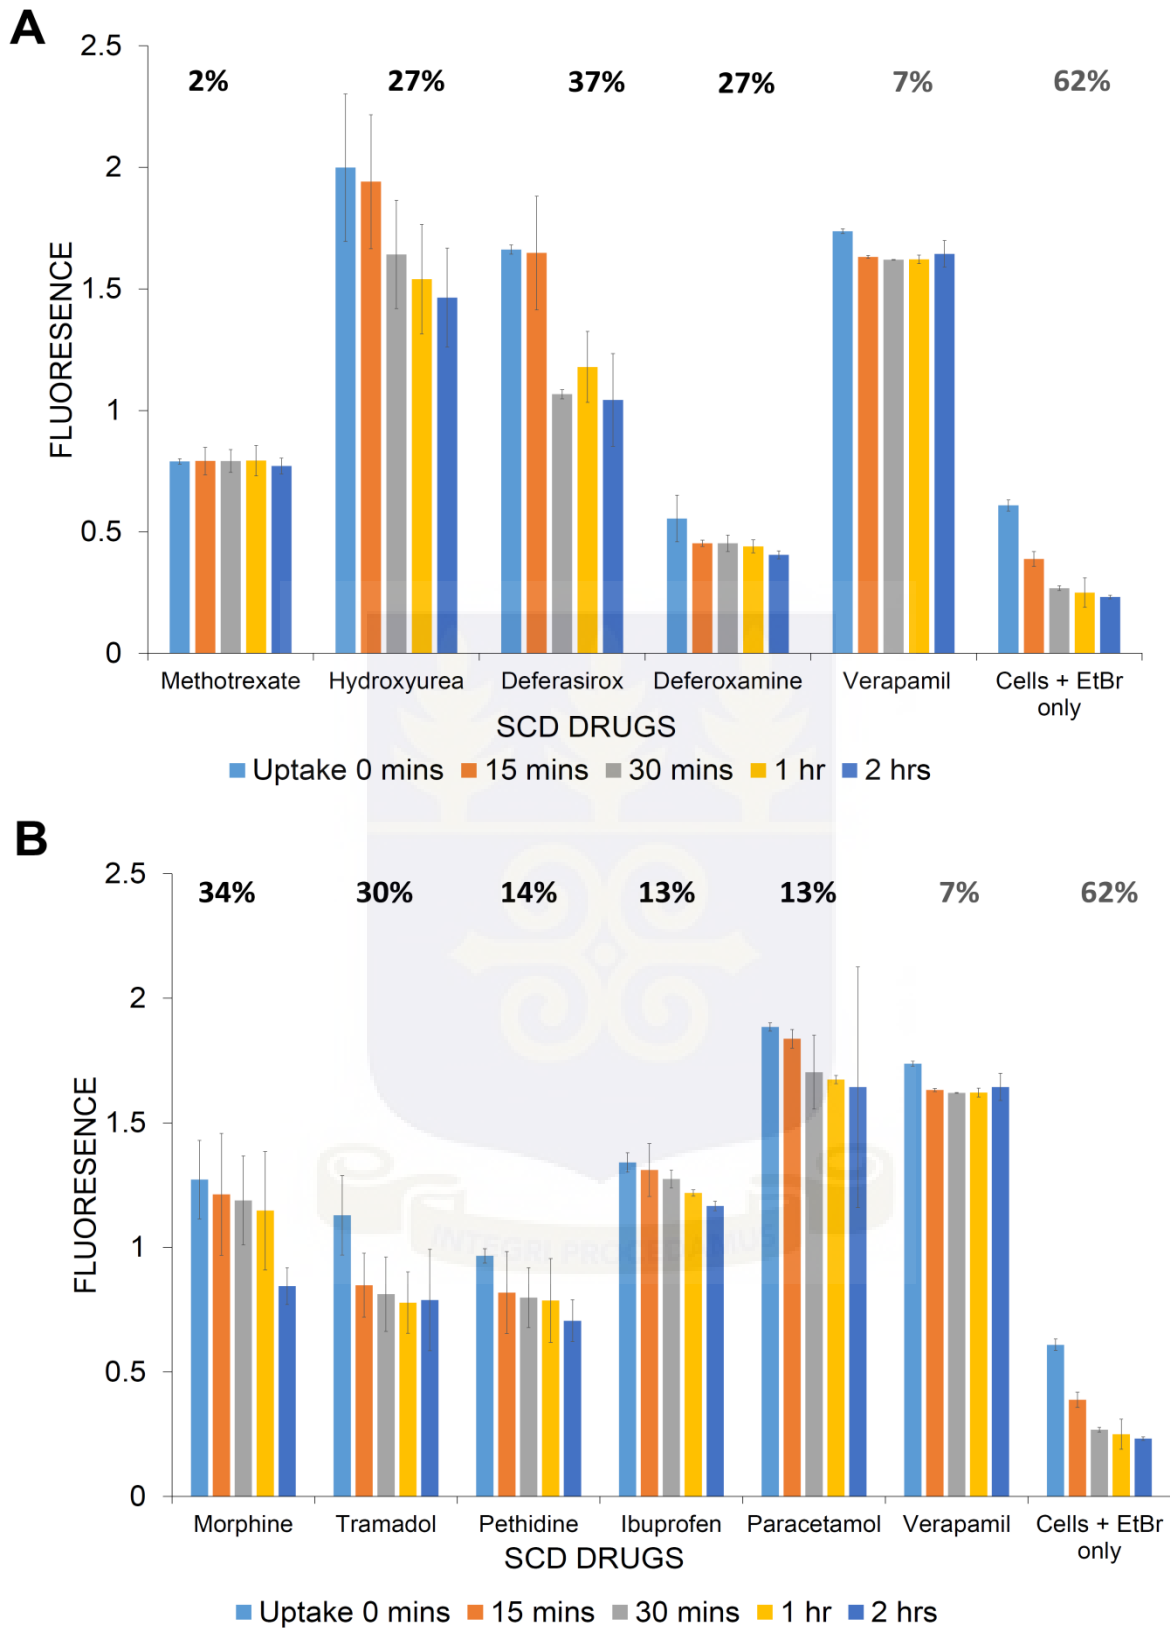 A
2.5
2%
27%
37%
27%
7%
62%
2
1.5
1
0.5
0
FLUORESENCE
Methotrexate
Hydroxyurea
Deferasirox
Deferoxamine
Verapamil
Cells + EtBr
only
SCD DRUGS
Uptake 0 mins 15 mins 30 mins 1 hr 2 hrs
B
2.5
34%
30%
14%
13%
13%
7%
62%
2
1.5
1
0.5
0
FLUORESENCE
INTEGRI PROCEDAMUS
Morphine
Tramadol
Pethidine
Ibuprofen
Paracetamol
Verapamil
Cells + EtBr
only
SCD DRUGS
Uptake 0 mins 15 mins 30 mins 1 hr 2 hrs